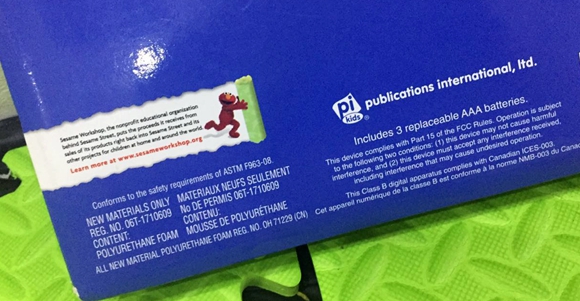 Sesame Workshop, the nonprofit educational organization
behind Sesame Street, puts the proceeds it receives from
sales of its products right back into Sesame Street and its
other projects for children at home and around the world.
Learn more at www.sesameworkshop.org
Conforms to the safety requirements of ASTM F963-08.
NEW MATERIALS ONLY MATERIAUX NEUFS SEULEMENT
REG. NO. 06T-1710609 No DE PERMIS 06T-1710609
CONTENT: CONTENU:
POLYURETHANE FOAM MOUSSE DE POLYURÉTHANE
ALL NEW MATERIAL POLYURETHANE FOAM REG. NO. OH 71229 (CN)
pi kids publications international, ltd.
Includes 3 replaceable AAA batteries.
This device complies with Part 15 of the FCC Rules. Operation is subject
to the following two conditions: (1) this device may not cause harmful
interference, and (2) this device must accept any interference received,
including interference that may cause undesired operation.
This Class B digital apparatus complies with Canadian ICES-003.
Cet appareil numérique de la classe B est conforme à la norme NMB-003 du Canad